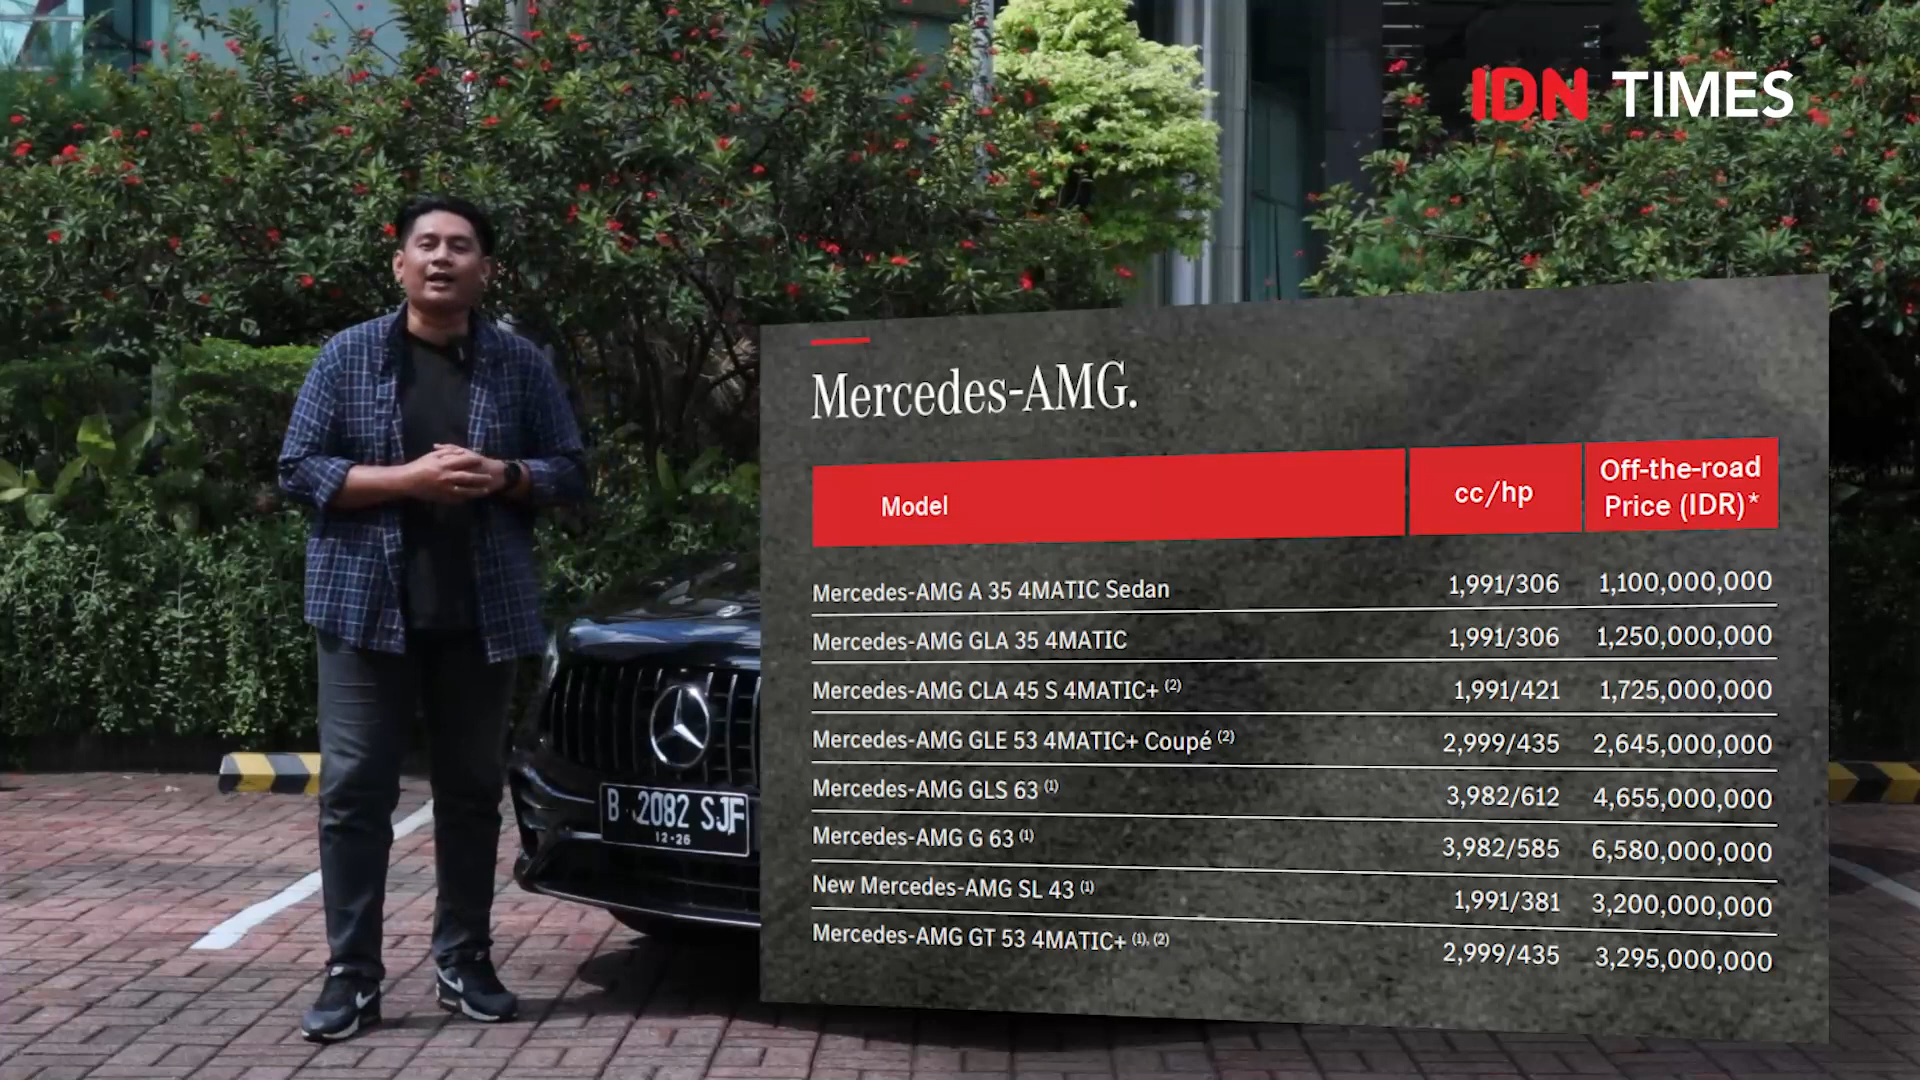 IDN TIMES
Mercedes-AMG.
Model cc/hp Off-the-road Price (IDR)*
Mercedes-AMG A 35 4MATIC Sedan 1,991/306 1,100,000,000
Mercedes-AMG GLA 35 4MATIC 1,991/306 1,250,000,000
Mercedes-AMG CLA 45 S 4MATIC+ (2) 1,991/421 1,725,000,000
Mercedes-AMG GLE 53 4MATIC+ Coupé (2) 2,999/435 2,645,000,000
Mercedes-AMG GLS 63 (1) 3,982/612 4,655,000,000
Mercedes-AMG G 63 (1) 3,982/585 6,580,000,000
New Mercedes-AMG SL 43 (1) 1,991/381 3,200,000,000
Mercedes-AMG GT 53 4MATIC+ (1), (2) 2,999/435 3,295,000,000
B 2082 SJF
12·26